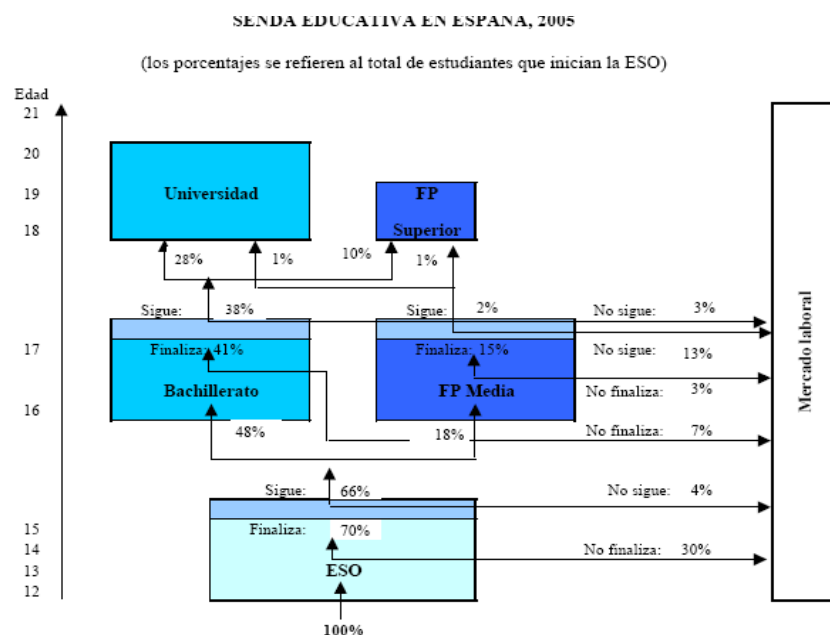 SENDA EDUCATIVA EN ESPAÑA, 2005
(los porcentajes se refieren al total de estudiantes que inician la ESO)
Edad
21
20
19
18
17
16
15
14
13
12
Universidad
FP
Superior
28%
1%
10%
1%
Sigue: 38%
Sigue: 2%
No sigue: 3%
Finaliza: 41%
Finaliza: 15%
No sigue: 13%
Bachillerato
FP Media
No finaliza: 3%
48%
18%
No finaliza: 7%
Sigue: 66%
No sigue: 4%
Finaliza: 70%
No finaliza: 30%
ESO
100%
Mercado laboral